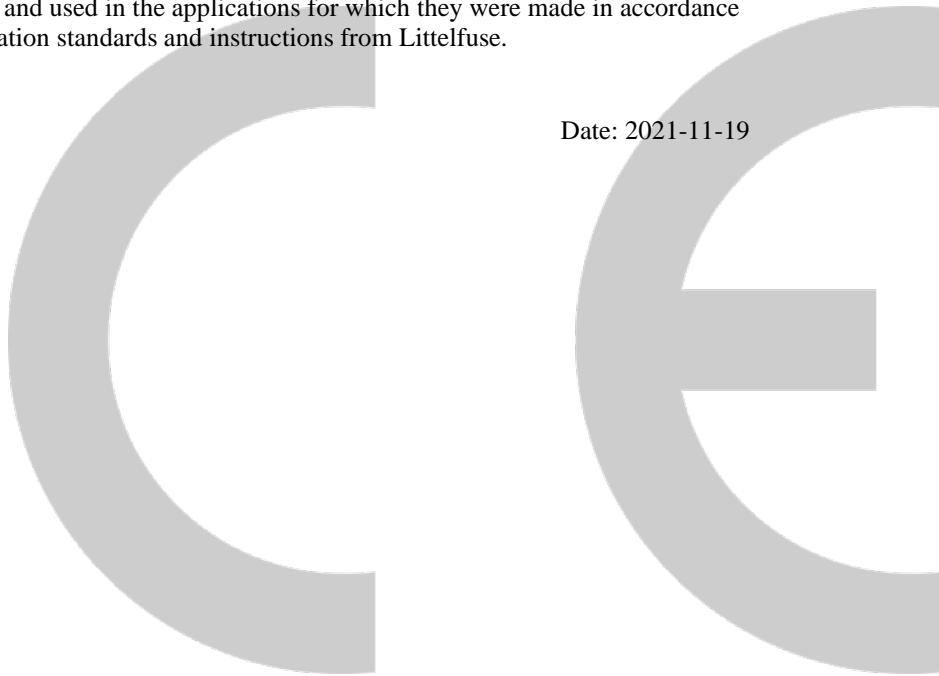 and used in the applications for which they were made in accordance
ation standards and instructions from Littelfuse.
Date: 2021-11-19
CE